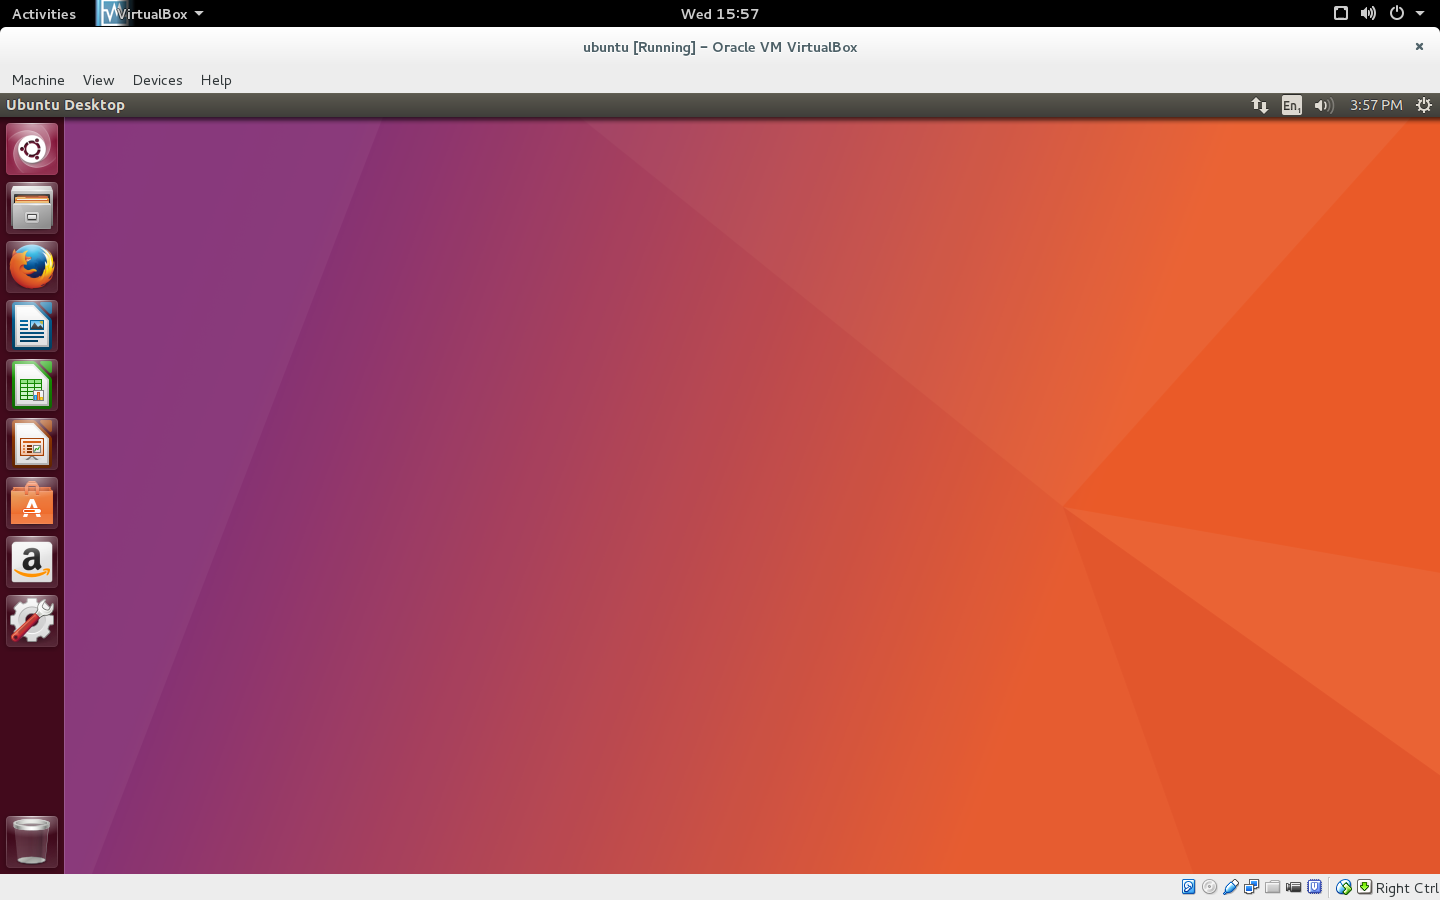 Activities VirtualBox Wed 15:57
ubuntu [Running] – Oracle VM VirtualBox
Machine View Devices Help
Ubuntu Desktop En1 3:57 PM
Right Ctrl